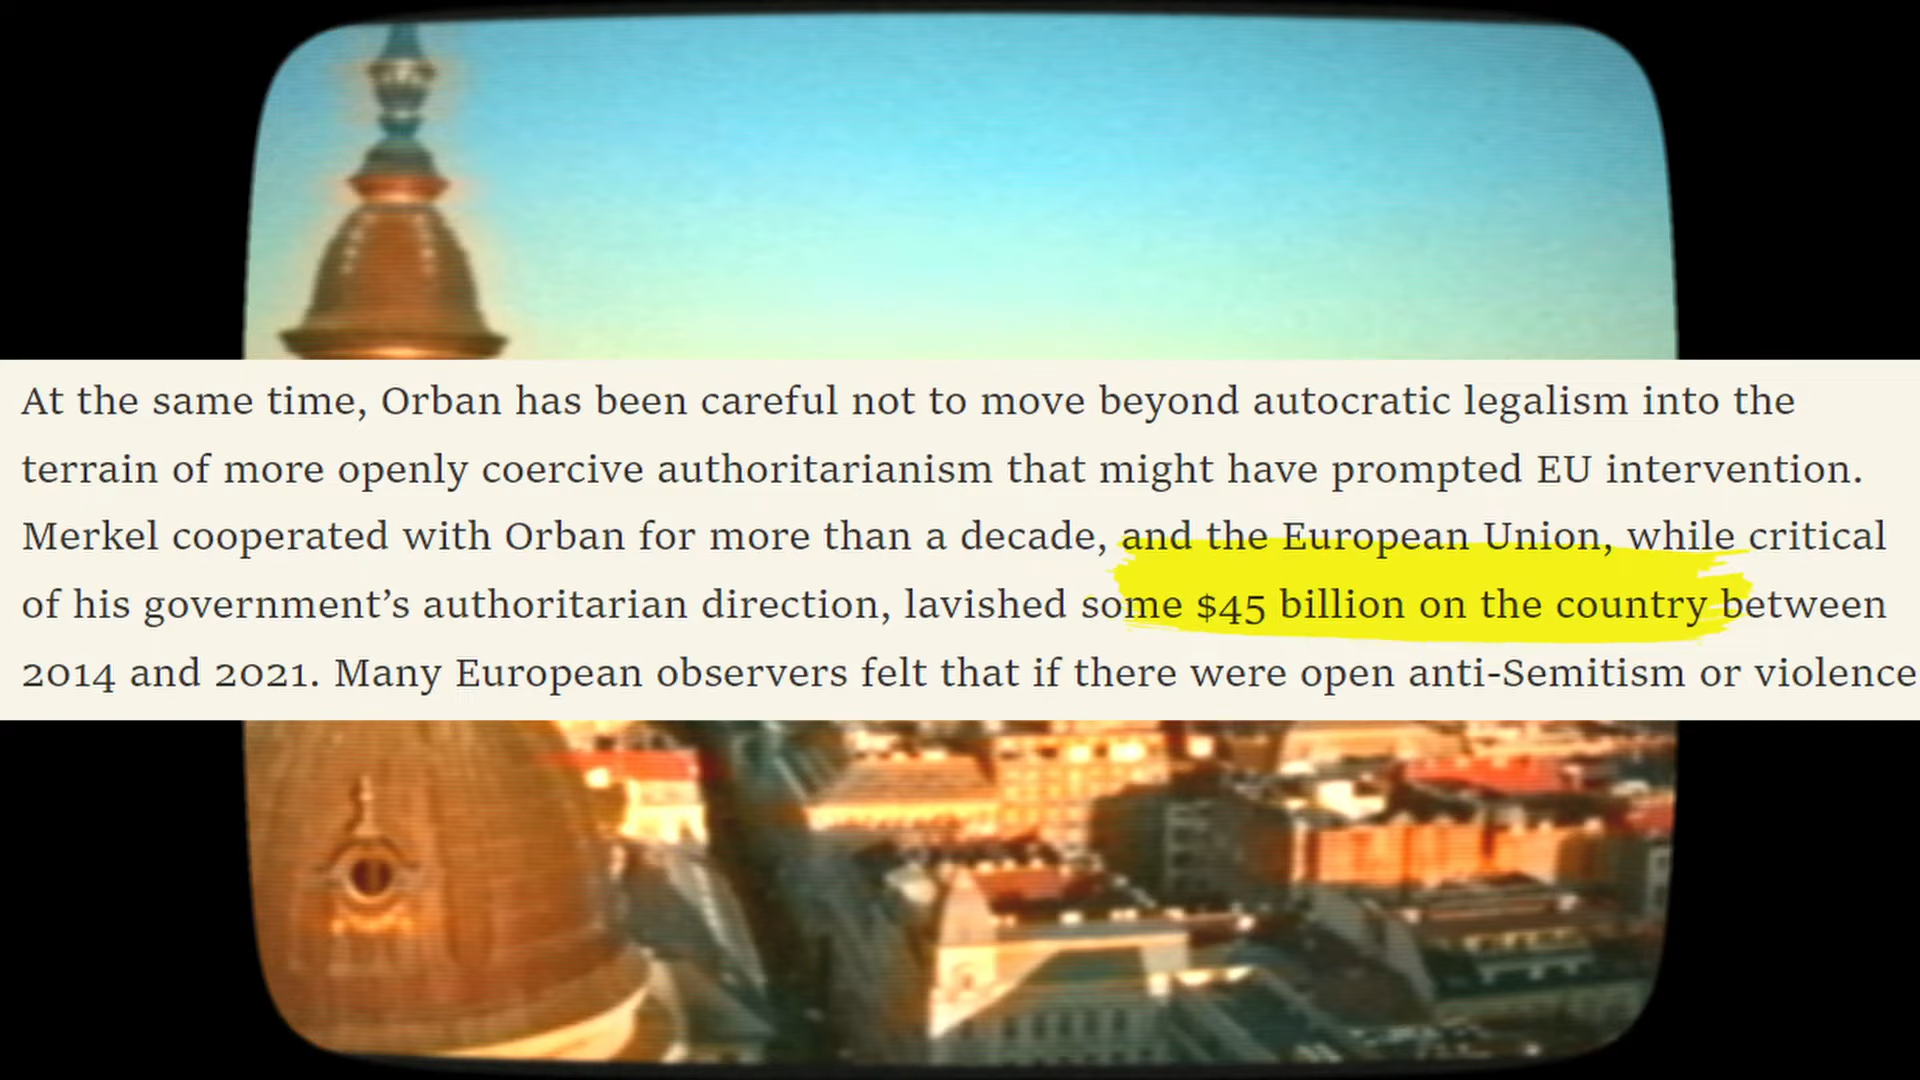 At the same time, Orban has been careful not to move beyond autocratic legalism into the
terrain of more openly coercive authoritarianism that might have prompted EU intervention.
Merkel cooperated with Orban for more than a decade, and the European Union, while critical
of his government’s authoritarian direction, lavished some $45 billion on the country between
2014 and 2021. Many European observers felt that if there were open anti-Semitism or violence